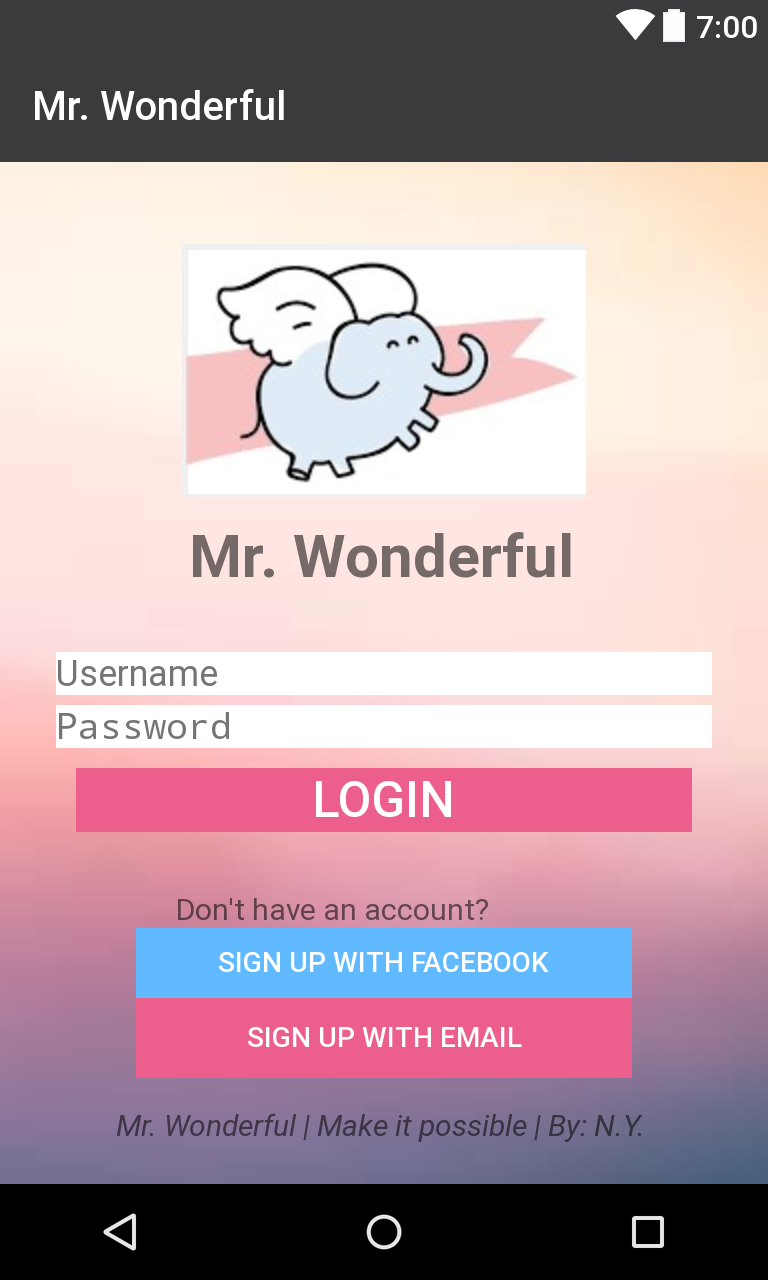 7:00
Mr. Wonderful
Mr. Wonderful
Username
Password
LOGIN
Don't have an account?
SIGN UP WITH FACEBOOK
SIGN UP WITH EMAIL
Mr. Wonderful | Make it possible | By: N.Y.